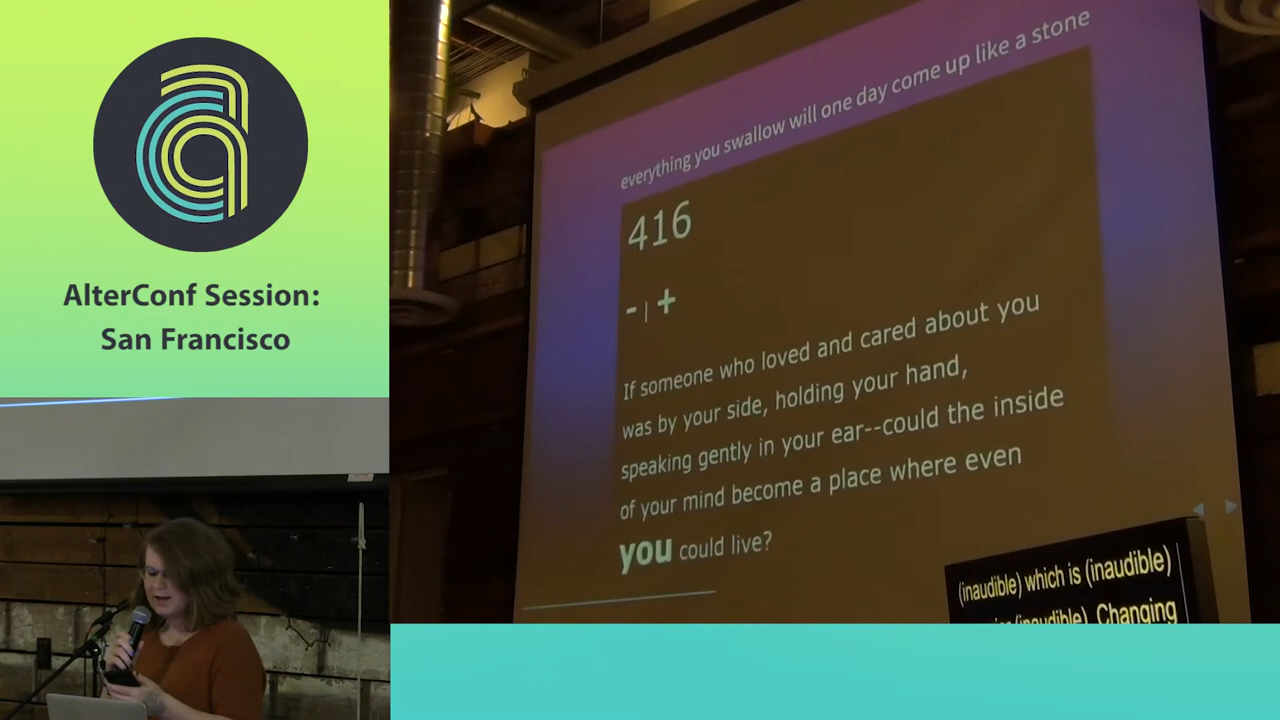 AlterConf Session:
San Francisco
everything you swallow will one day come up like a stone
416
- | +
If someone who loved and cared about you
was by your side, holding your hand,
speaking gently in your ear--could the inside
of your mind become a place where even
you could live?
(inaudible) which is (inaudible)
(inaudible). Changing